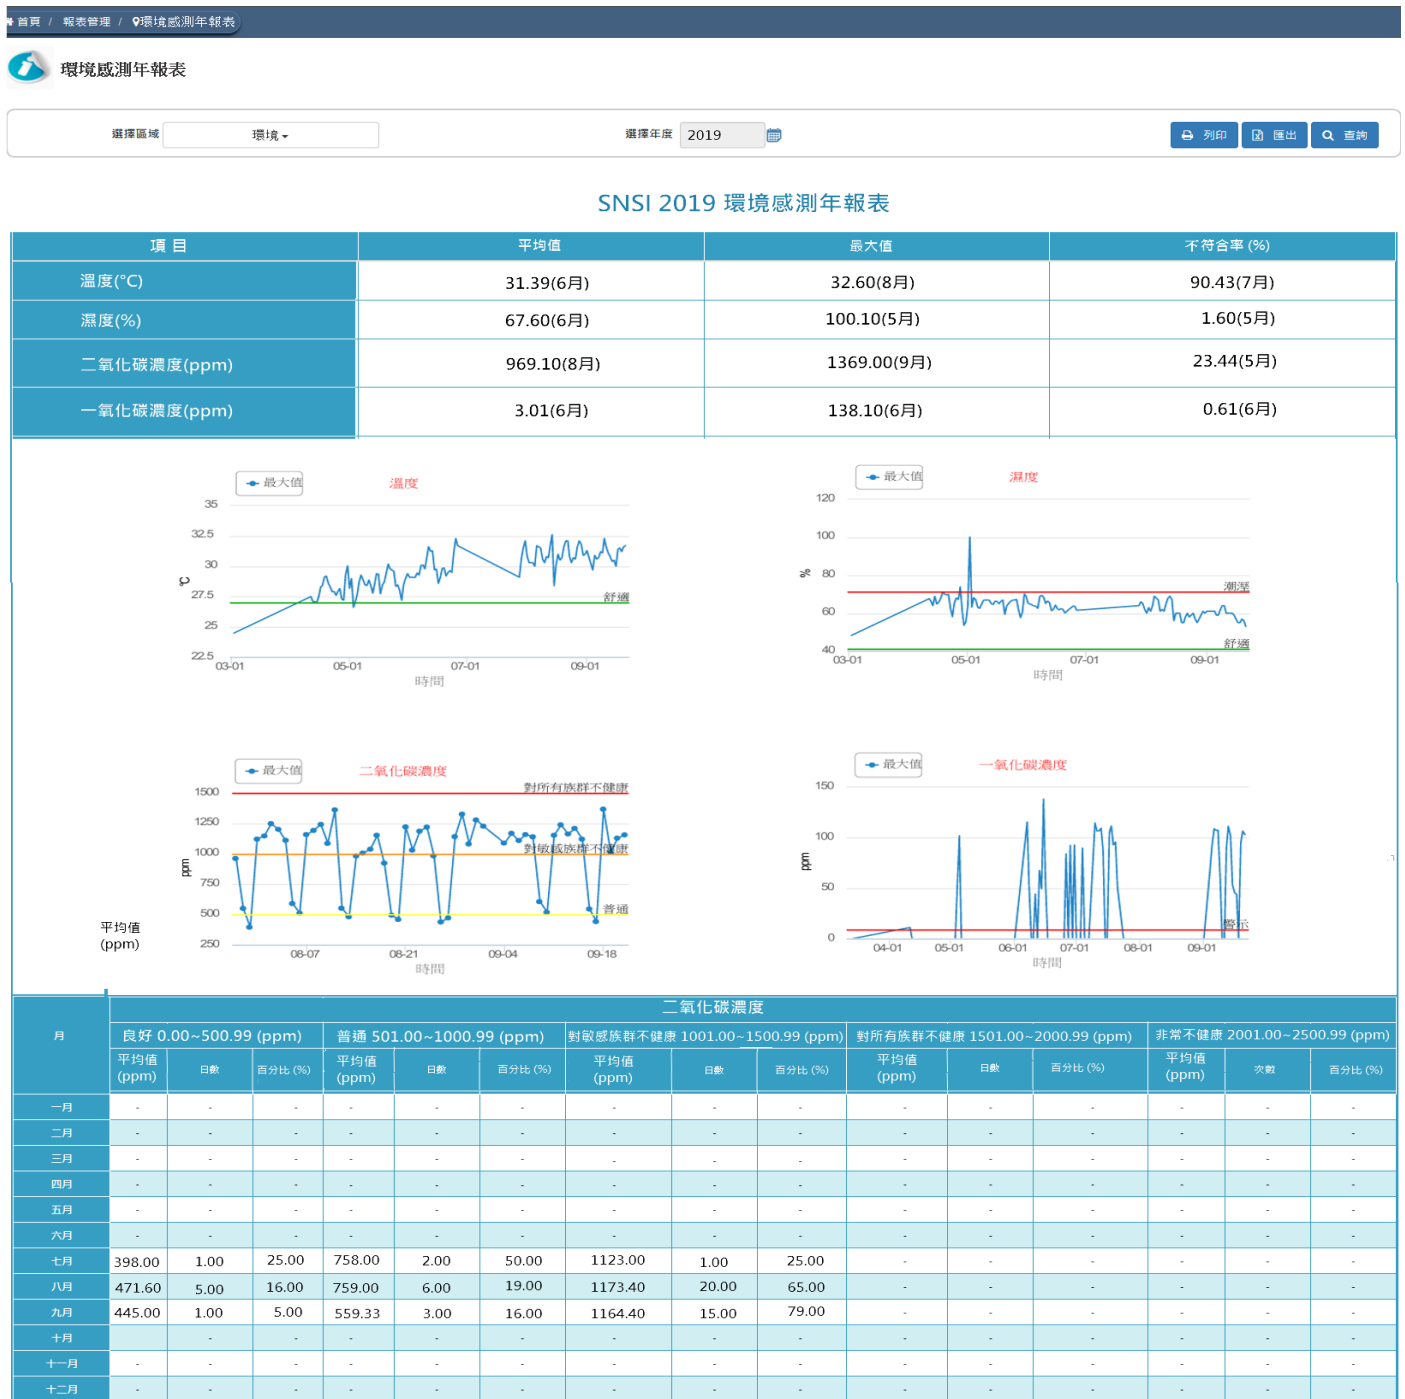 首頁 / 報表管理 / 環境感測年報表
環境感測年報表
選擇區域 環境 選擇年度 2019 列印 匯出 查詢
SNSI 2019 環境感測年報表
項 目 平均值 最大值 不符合率 (%)
溫度(°C) 31.39(6月) 32.60(8月) 90.43(7月)
濕度(%) 67.60(6月) 100.10(5月) 1.60(5月)
二氧化碳濃度(ppm) 969.10(8月) 1369.00(9月) 23.44(5月)
一氧化碳濃度(ppm) 3.01(6月) 138.10(6月) 0.61(6月)
最大值 溫度
35
32.5
30
°C
27.5 舒適
25
22.5
03-01 05-01 07-01 09-01
時間
最大值 濕度
120
100
%
80
潮溼
60
舒適
40
03-01 05-01 07-01 09-01
時間
最大值 二氧化碳濃度
對所有族群不健康
1500
1250
對敏感族群不健康
1000
ppm
750
普通
500
250
08-07 08-21 09-04 09-18
時間
平均值
(ppm)
最大值 一氧化碳濃度
150
100
ppm
50
警示
0
04-01 05-01 06-01 07-01 08-01 09-01
時間
月 二氧化碳濃度
良好 0.00~500.99 (ppm) 普通 501.00~1000.99 (ppm) 對敏感族群不健康 1001.00~1500.99 (ppm) 對所有族群不健康 1501.00~2000.99 (ppm) 非常不健康 2001.00~2500.99 (ppm)
平均值 (ppm) 日數 百分比 (%) 平均值 (ppm) 日數 百分比 (%) 平均值 (ppm) 日數 百分比 (%) 平均值 (ppm) 日數 百分比 (%) 平均值 (ppm) 次數 百分比 (%)
一月 - - - - - - - - - - - - - - -
二月 - - - - - - - - - - - - - - -
三月 - - - - - - - - - - - - - - -
四月 - - - - - - - - - - - - - - -
五月 - - - - - - - - - - - - - - -
六月 - - - - - - - - - - - - - - -
七月 398.00 1.00 25.00 758.00 2.00 50.00 1123.00 1.00 25.00 - - - - - -
八月 471.60 5.00 16.00 759.00 6.00 19.00 1173.40 20.00 65.00 - - - - - -
九月 445.00 1.00 5.00 559.33 3.00 16.00 1164.40 15.00 79.00 - - - - - -
十月 - - - - - - - - - - - - - -
十一月 - - - - - - - - - - - - - - -
十二月 - - - - - - - - - - - - - - -